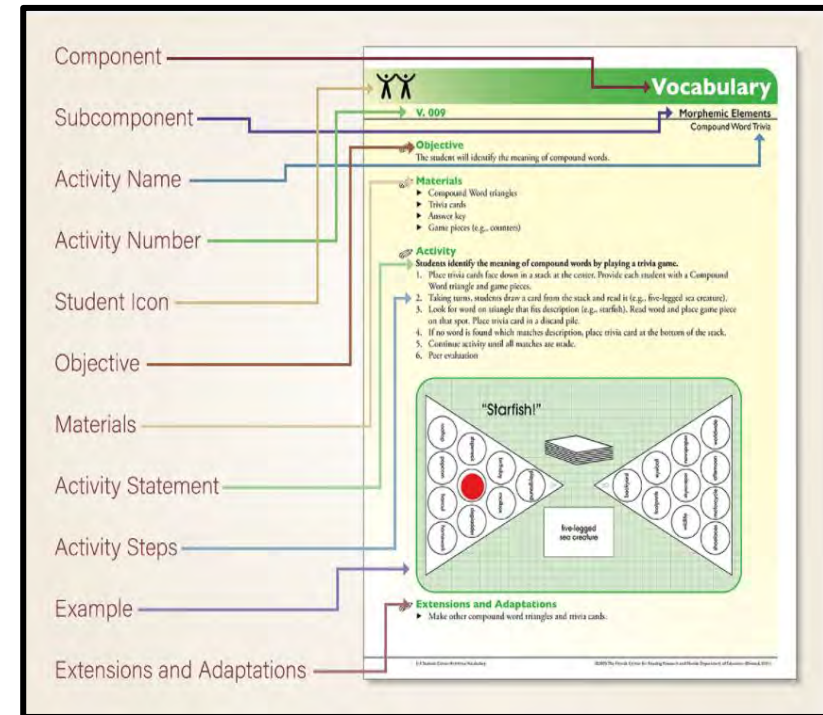 Component
Subcomponent
Activity Name
Activity Number
Student Icon
Objective
Materials
Activity Statement
Activity Steps
Example
Extensions and Adaptations
Vocabulary
V. 009
Morphemic Elements
Compound Word Trivia
Objective
The student will identify the meaning of compound words.
Materials
► Compound Word triangles
► Trivia cards
► Answer key
► Game pieces (e.g., counters)
Activity
Students identify the meaning of compound words by playing a trivia game.
1. Place trivia cards face down in a stack at the center. Provide each student with a Compound
Word triangle and game pieces.
2. Taking turns, students draw a card from the stack and read it (e.g., five-legged sea creature).
3. Look for word on triangle that fits description (e.g., starfish). Read word and place game piece
on that spot. Place trivia card in a discard pile.
4. If no word is found which matches description, place trivia card at the bottom of the stack.
5. Continue activity until all matches are made.
6. Peer evaluation
"Starfish!"
five-legged
sea creature
Extensions and Adaptations
► Make other compound word triangles and trivia cards.